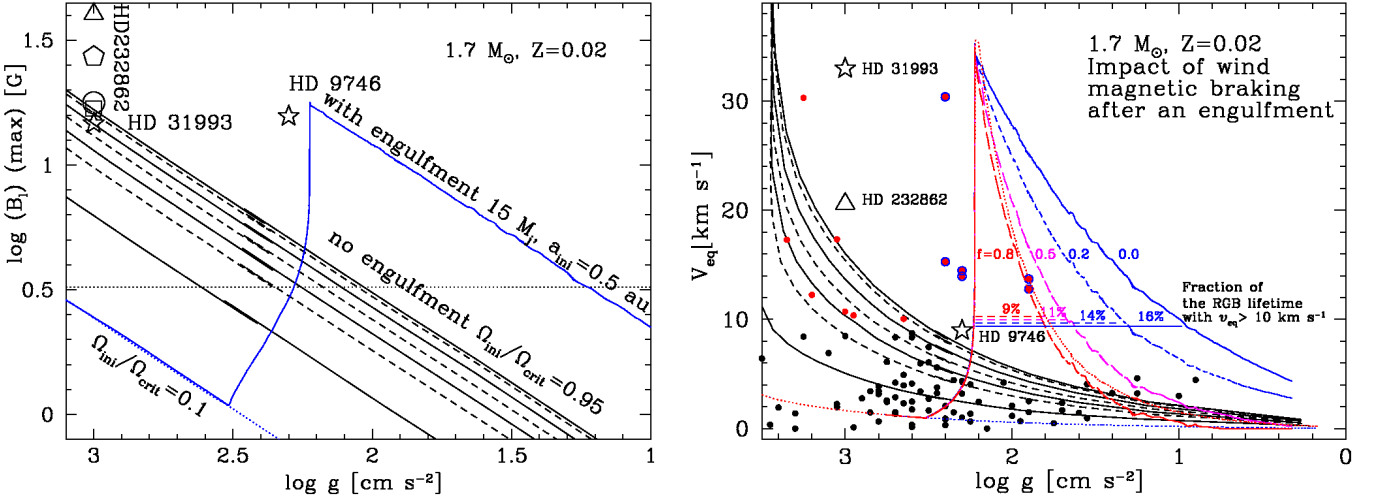 1.7 M☉, Z=0.02
HD232862
HD 9746
HD 31993
with engulfment 15 Mj, aini=0.5 au
no engulfment Ωini/Ωcrit=0.95
Ωini/Ωcrit=0.1
log ⟨Bl⟩ (max) [G]
1.5
1
0.5
0
3
2.5
2
1.5
1
log g [cm s⁻²]
1.7 M☉, Z=0.02
Impact of wind
magnetic braking
after an engulfment
HD 31993
HD 232862
HD 9746
f=0.8
0.5
0.2
0.0
9%
11%
14%
16%
Fraction of
the RGB lifetime
with veq> 10 km s⁻¹
Veq[km s⁻¹]
30
20
10
0
3
2
1
0
log g [cm s⁻²]